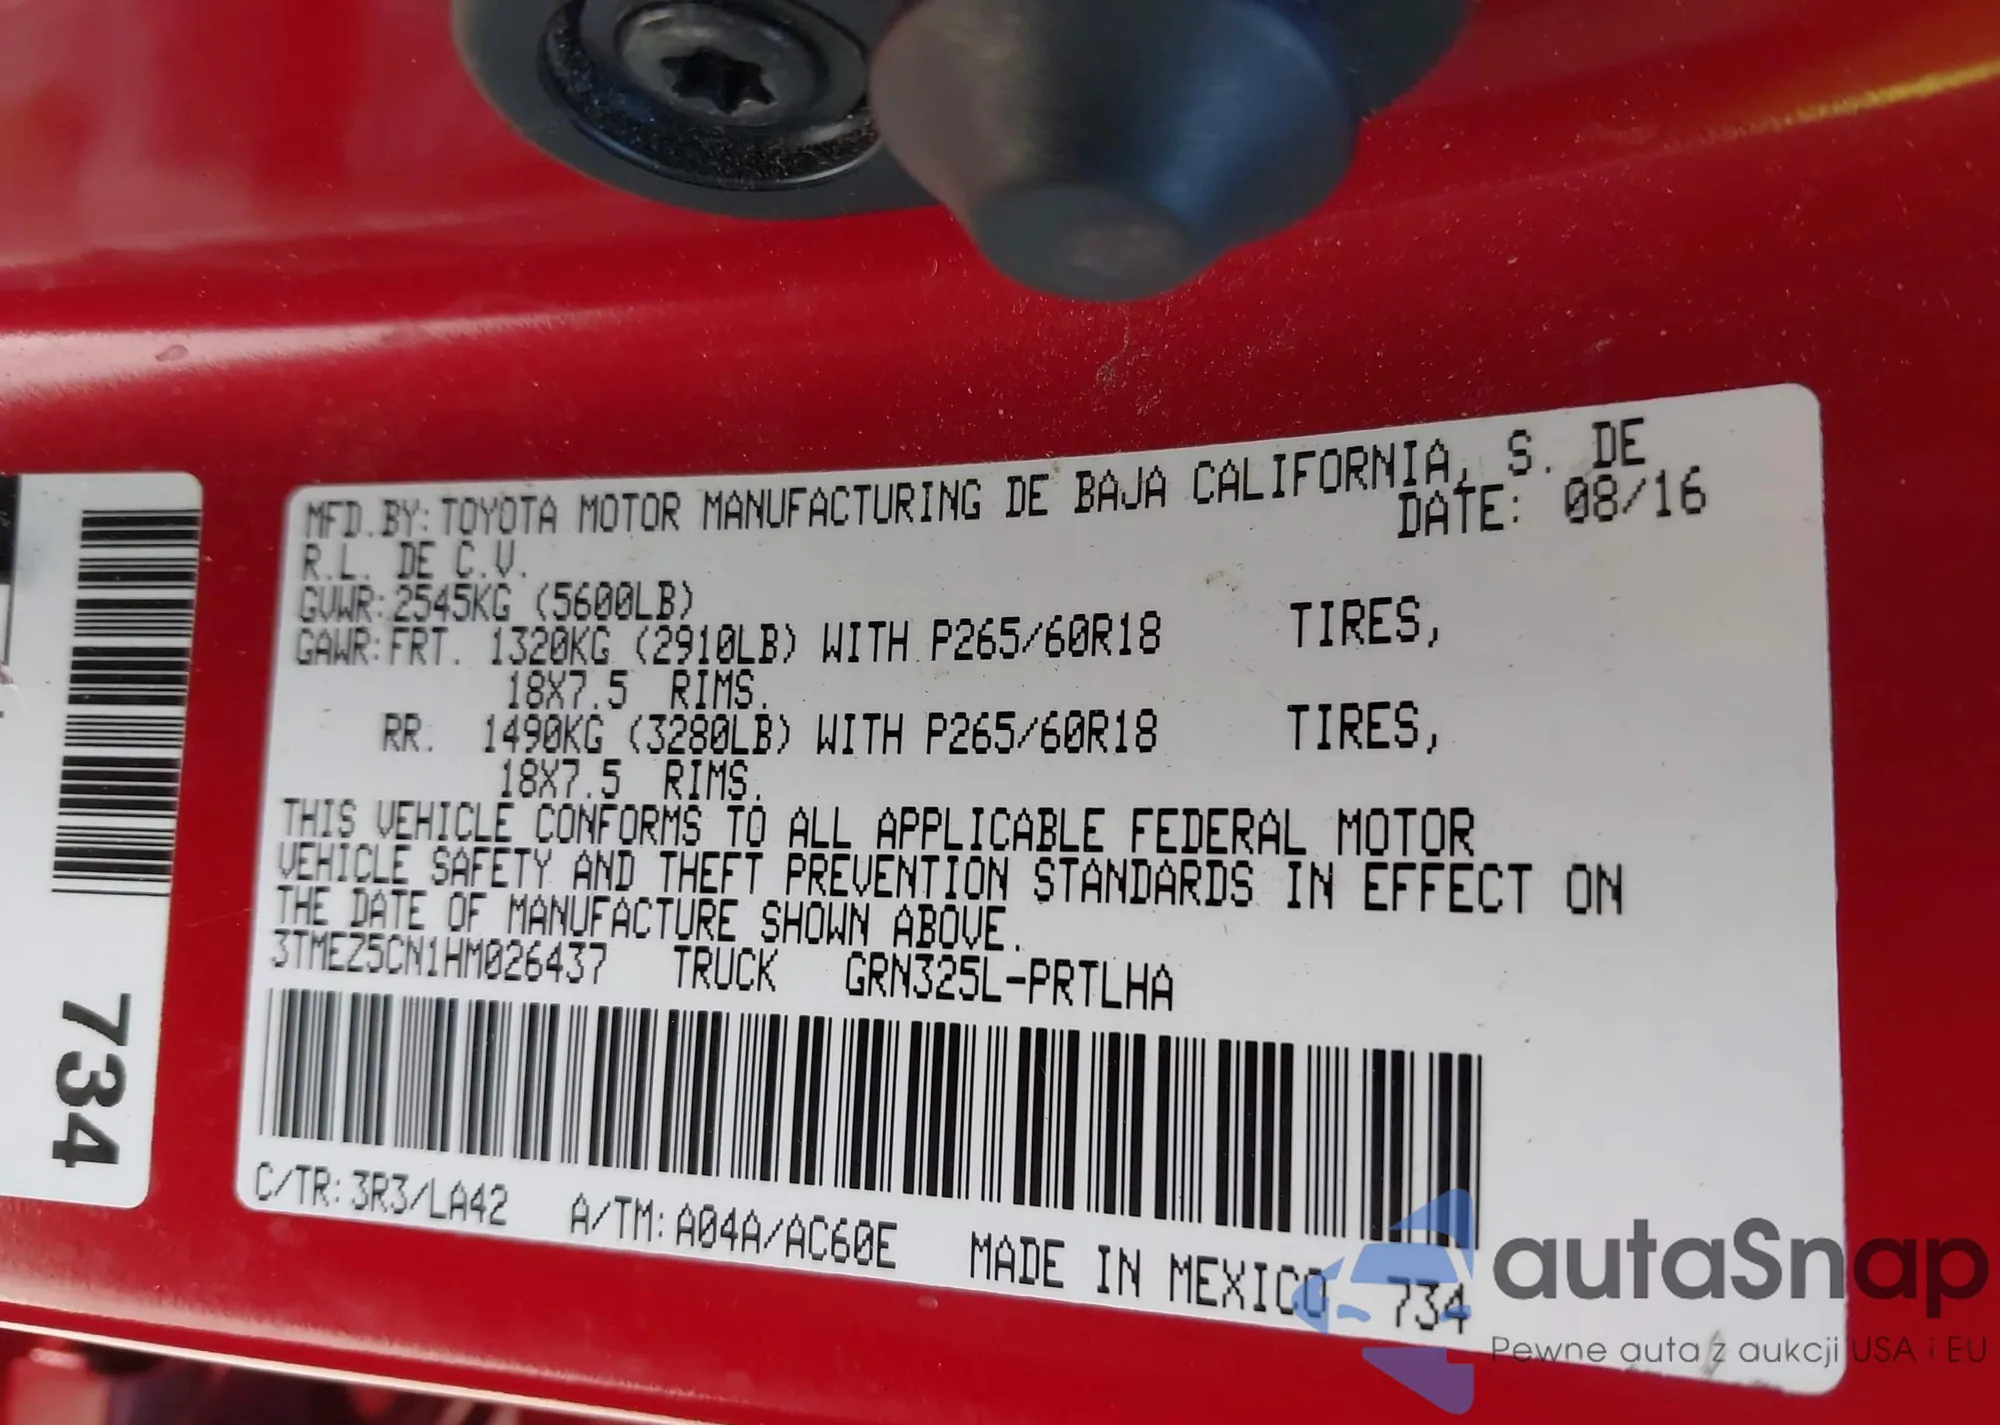 MFD.BY: TOYOTA MOTOR MANUFACTURING DE BAJA CALIFORNIA, S. DE
R.L. DE C.V.
DATE: 08/16
GVWR: 2545KG (5600LB)
GAWR: FRT. 1320KG (2910LB) WITH P265/60R18 TIRES,
18X7.5 RIMS.
RR. 1490KG (3280LB) WITH P265/60R18 TIRES,
18X7.5 RIMS.
THIS VEHICLE CONFORMS TO ALL APPLICABLE FEDERAL MOTOR
VEHICLE SAFETY AND THEFT PREVENTION STANDARDS IN EFFECT ON
THE DATE OF MANUFACTURE SHOWN ABOVE.
3TMEZ5CN1HM026437 TRUCK GRN325L-PRTLHA
C/TR: 3R3/LA42 A/TM: A04A/AC60E MADE IN MEXICO 734
734
autaSnap
Pewne auta z aukcji USA i EU